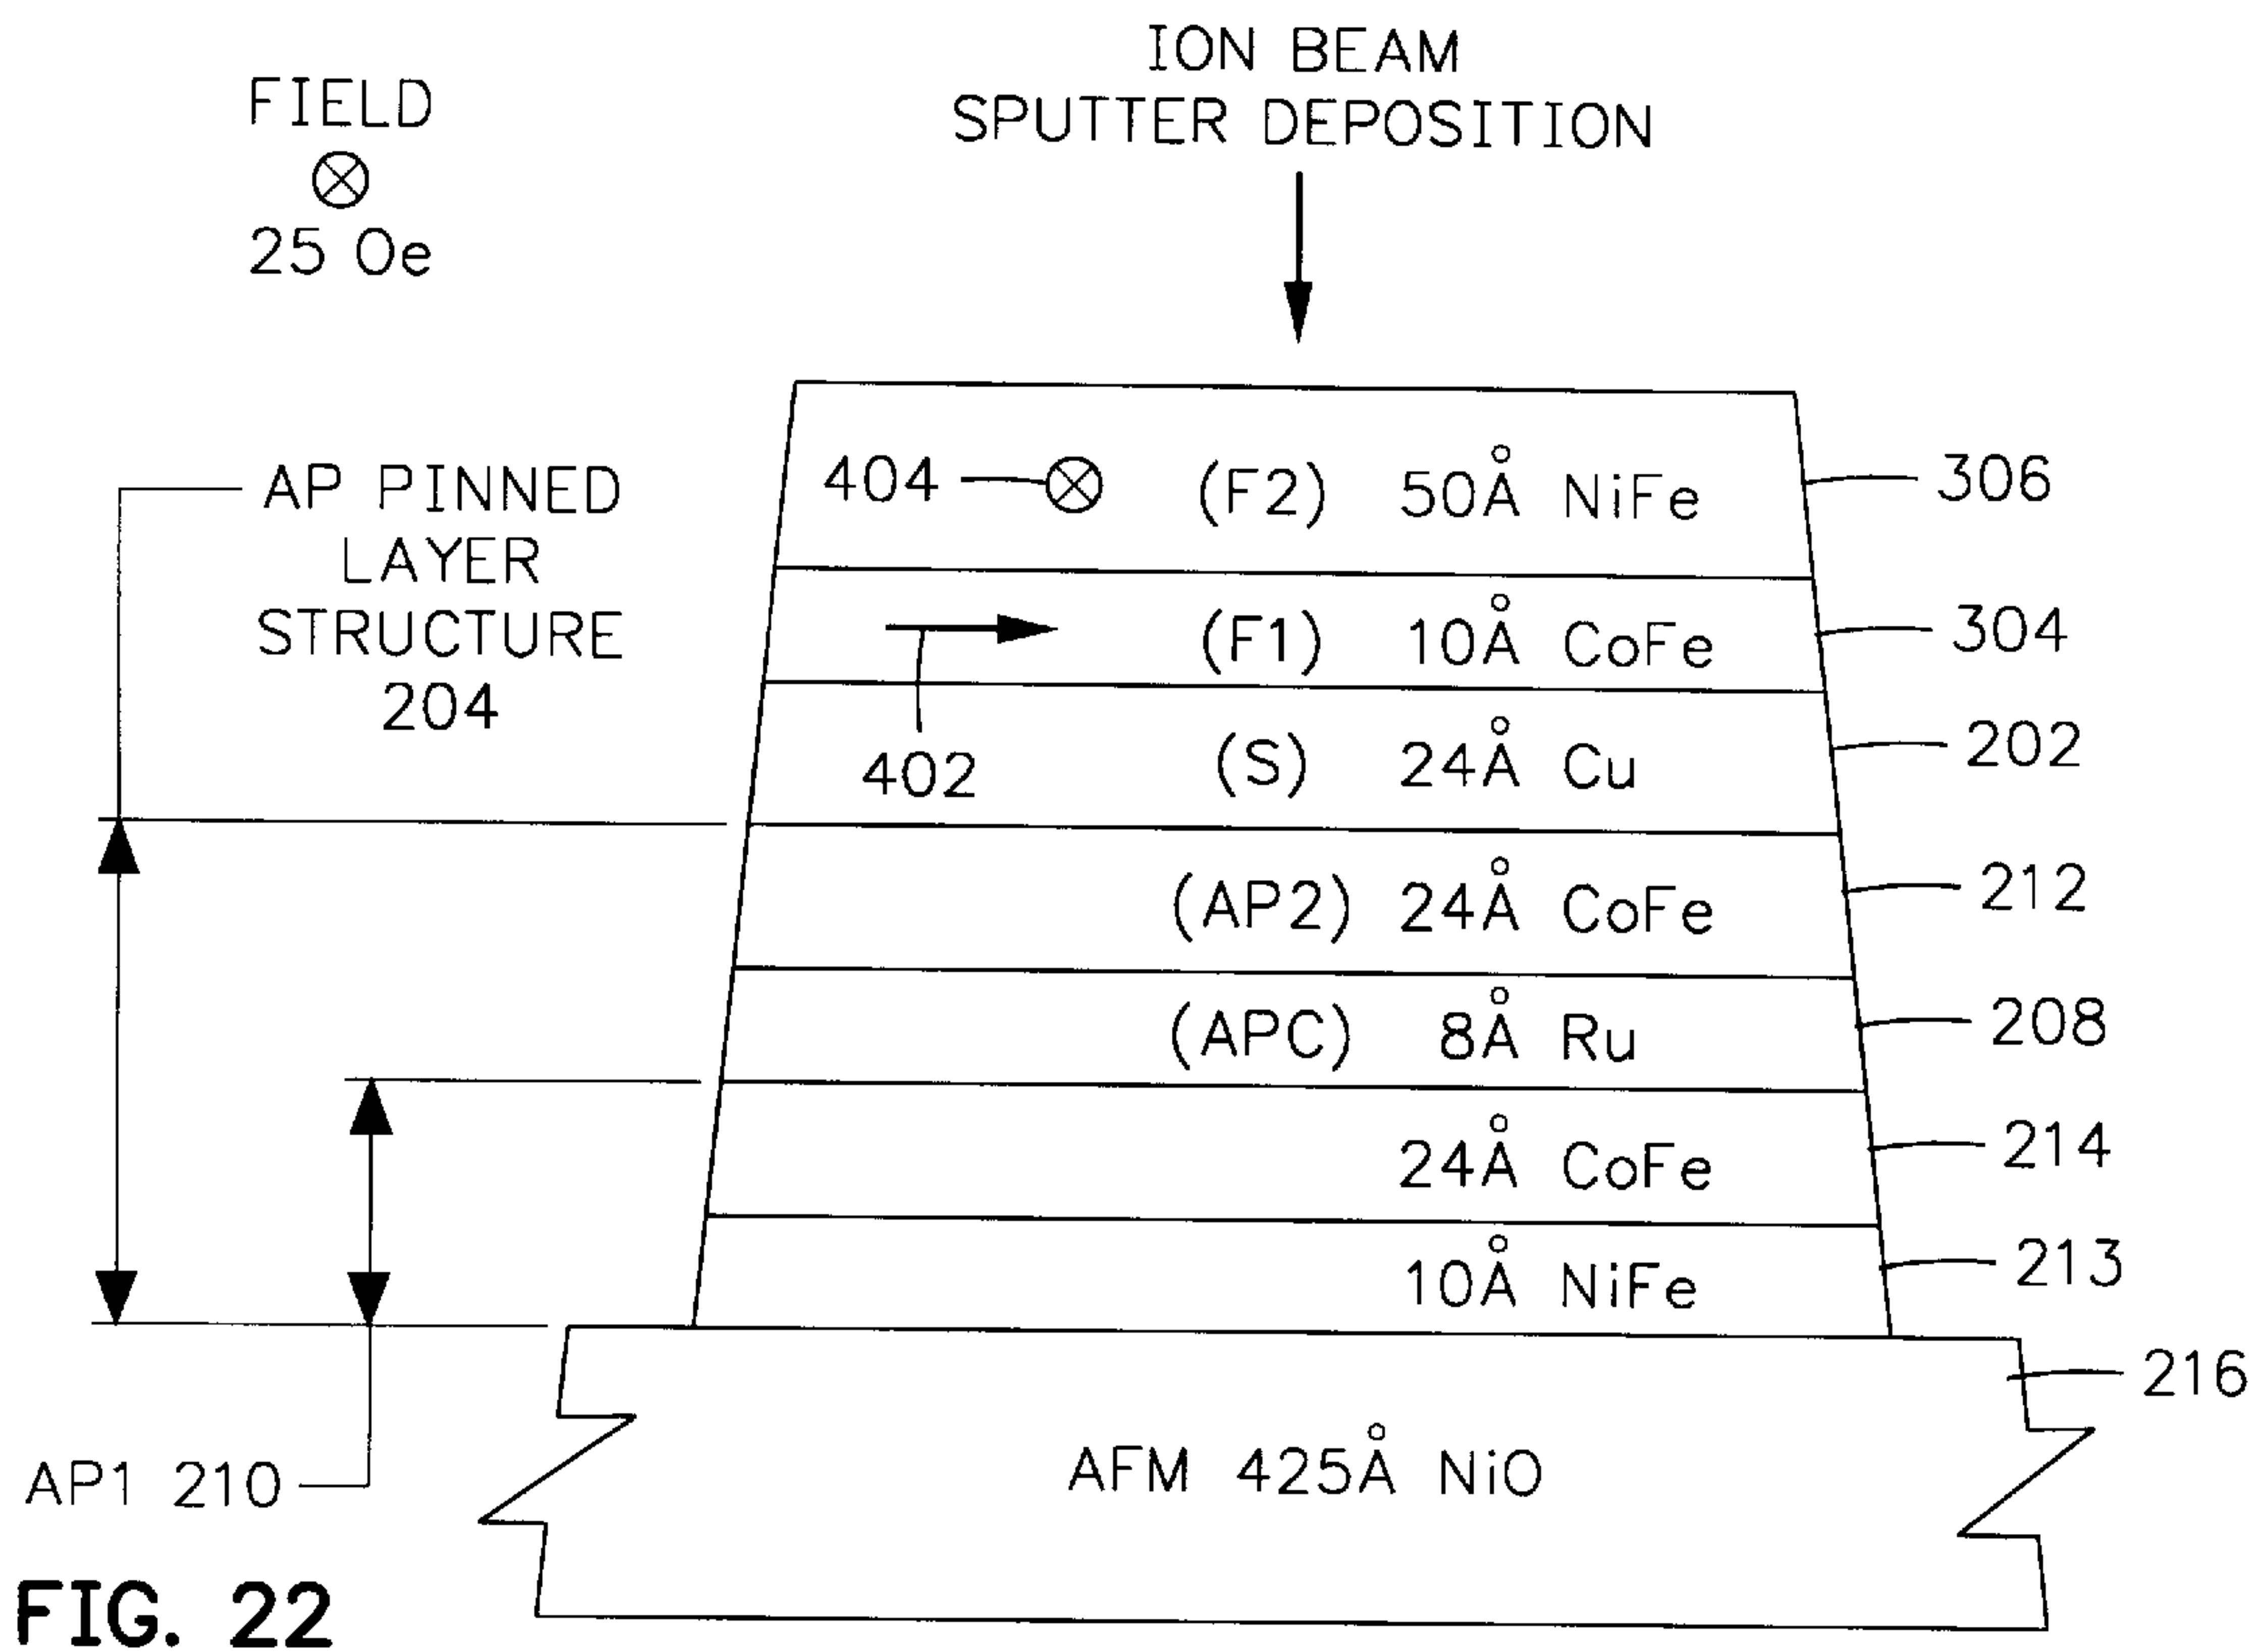 ION BEAM
SPUTTER DEPOSITION
FIELD
25 Oe
AP PINNED
LAYER
STRUCTURE
204
404 (F2) 50Å NiFe 306
(F1) 10Å CoFe 304
402 (S) 24Å Cu 202
(AP2) 24Å CoFe 212
(APC) 8Å Ru 208
24Å CoFe 214
10Å NiFe 213
216
AFM 425Å NiO
AP1 210
FIG. 22